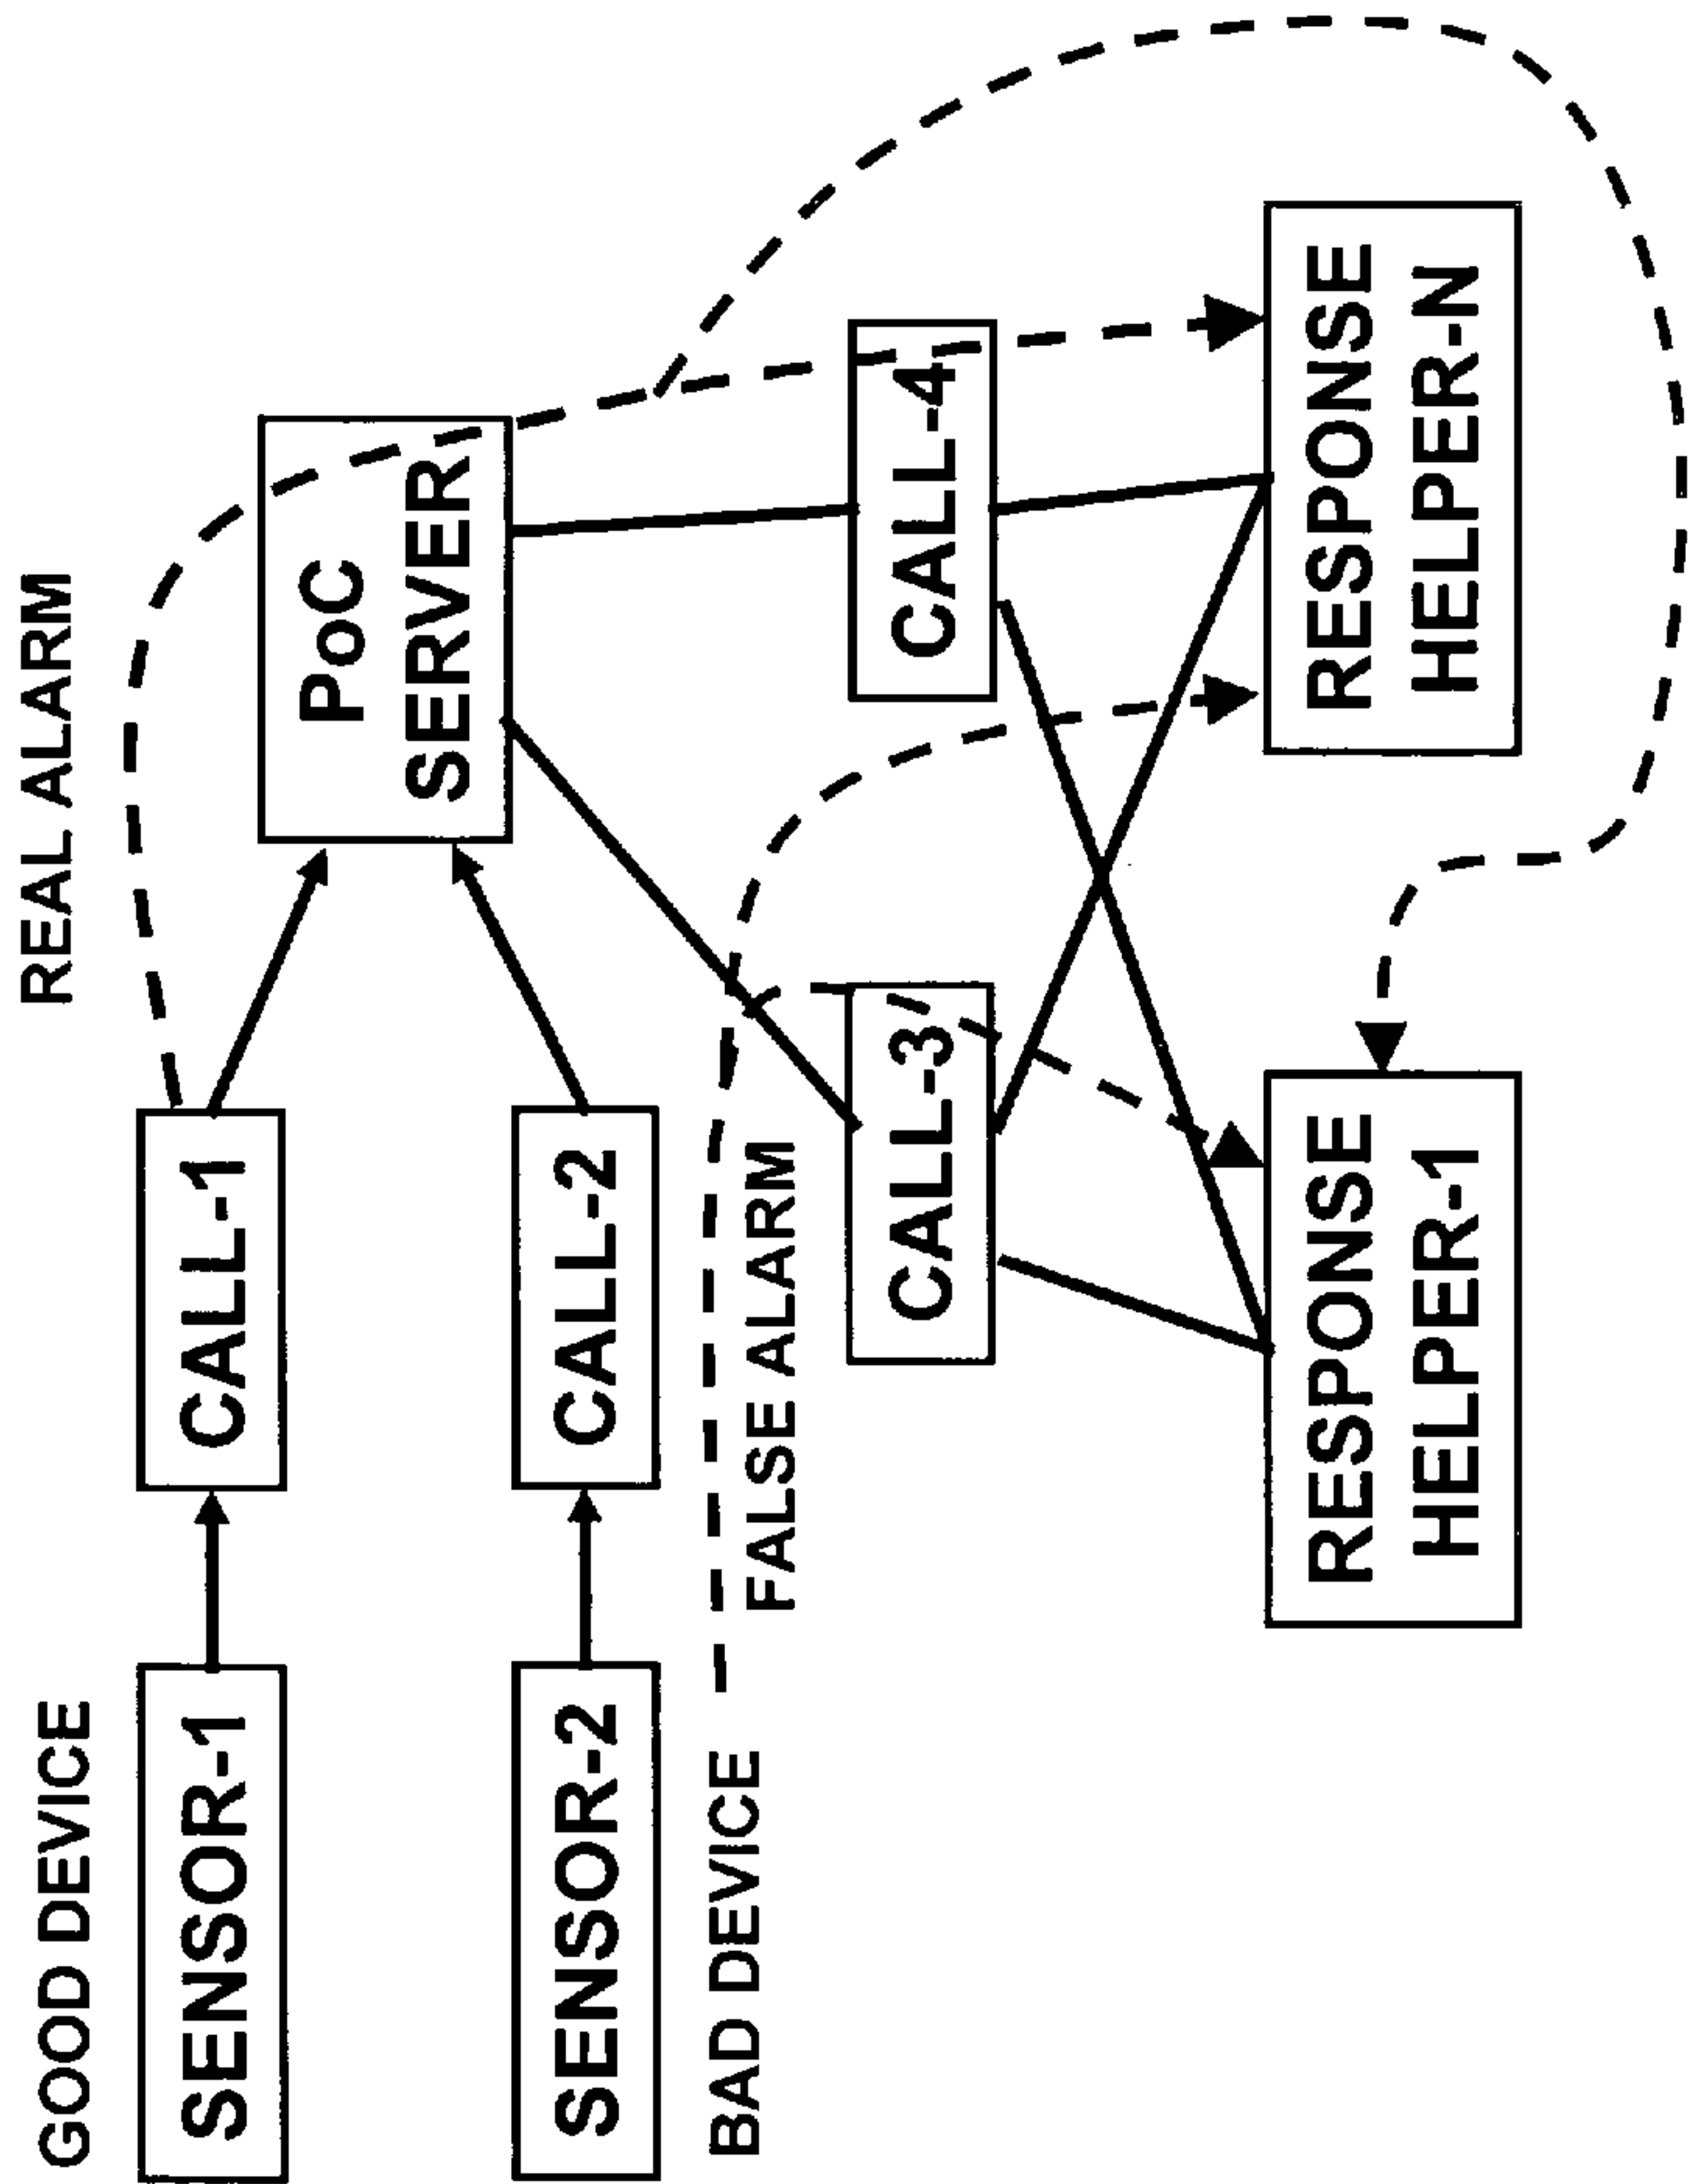 GOOD DEVICE
REAL ALARM
SENSOR-1
CALL-1
PoC
SERVER
SENSOR-2
CALL-2
BAD DEVICE
FALSE ALARM
CALL-3
CALL-4
RESPONSE
HELPER-1
RESPONSE
HELPER-N